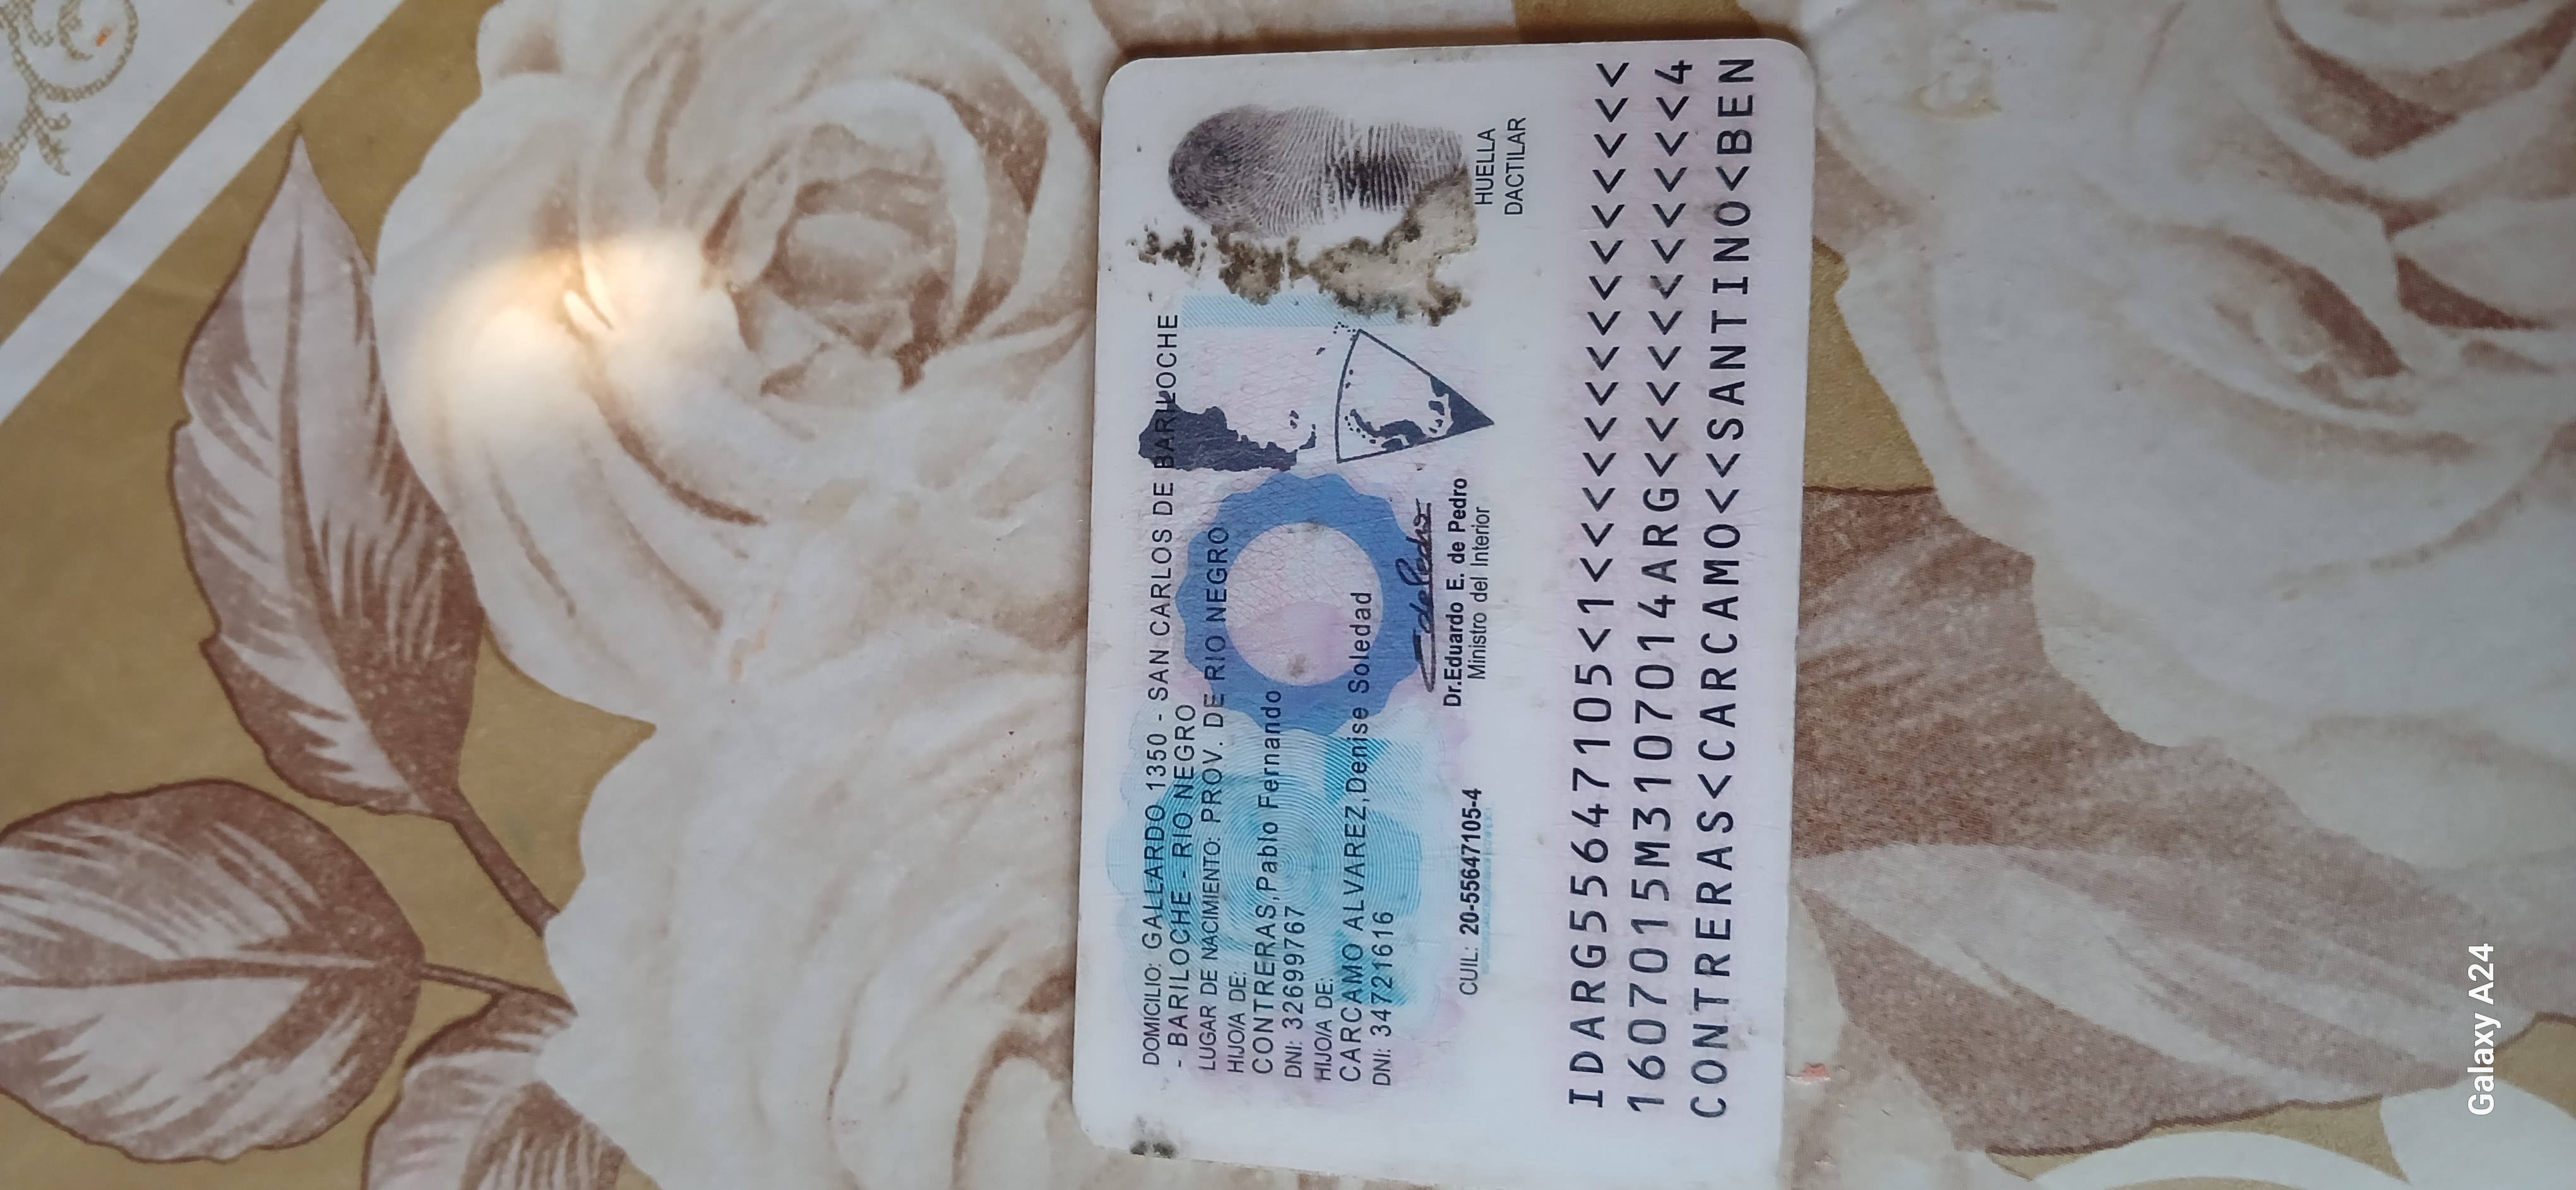 DOMICILIO: GALLARDO 1350 - SAN CARLOS DE BARILOCHE
- BARILOCHE - RIO NEGRO
LUGAR DE NACIMIENTO: PROV. DE RIO NEGRO
HIJO/A DE:
CONTRERAS,Pablo Fernando
DNI: 32699767
HIJO/A DE:
CARCAMO ALVAREZ,Denise Soledad
DNI: 34721616
CUIL: 20-55647105-4
EdePedro
Dr.Eduardo E. de Pedro
Ministro del Interior
HUELLA
DACTILAR
IDARG55647105<1<<<<<<<<<<<<<<<
1607015M3107014ARG<<<<<<<<<<<4
CONTRERAS<CARCAMO<<SANTINO<BEN
Galaxy A24